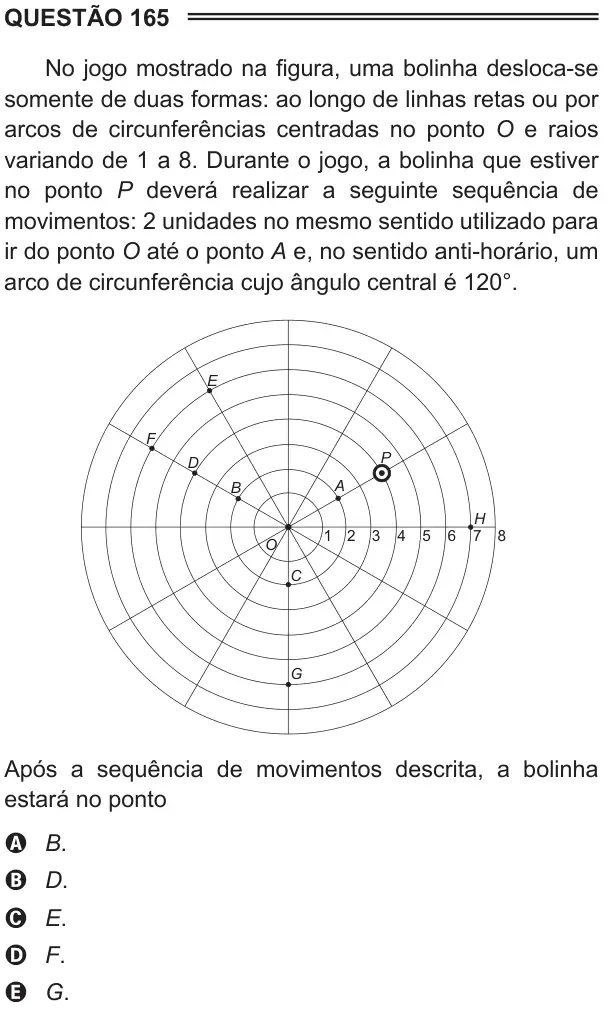 QUESTÃO 165
No jogo mostrado na figura, uma bolinha desloca-se
somente de duas formas: ao longo de linhas retas ou por
arcos de circunferências centradas no ponto O e raios
variando de 1 a 8. Durante o jogo, a bolinha que estiver
no ponto P deverá realizar a seguinte sequência de
movimentos: 2 unidades no mesmo sentido utilizado para
ir do ponto O até o ponto A e, no sentido anti-horário, um
arco de circunferência cujo ângulo central é 120°.
E
F
D
P
B
A
H
O
1 2 3 4 5 6 7 8
C
G
Após a sequência de movimentos descrita, a bolinha
estará no ponto
A B.
B D.
C E.
D F.
E G.